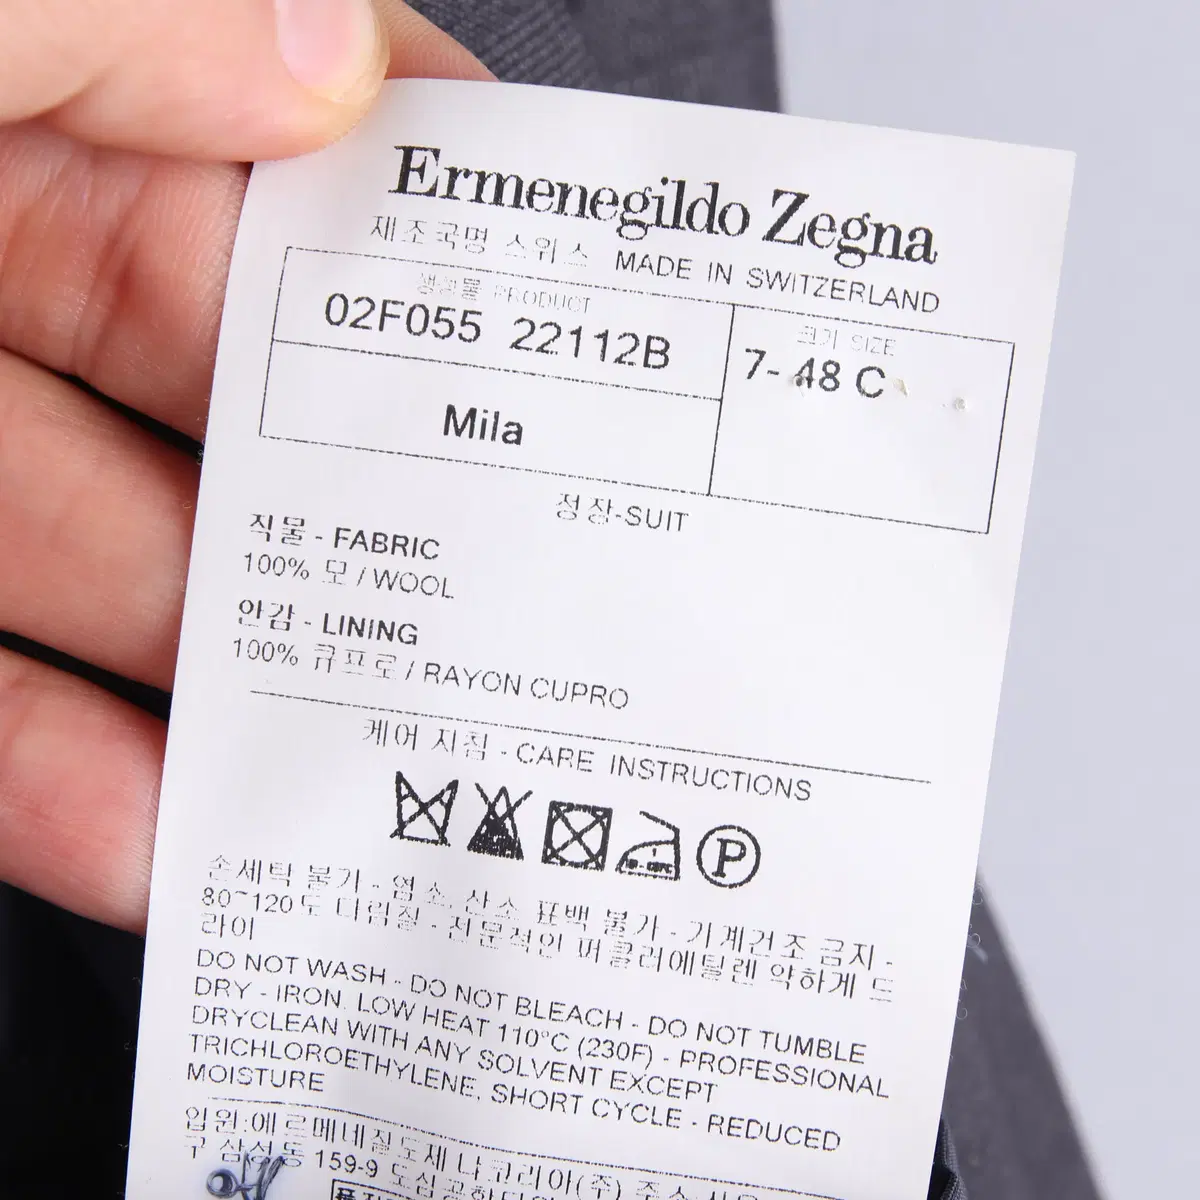 Ermenegildo Zegna
제조국명 스위스 MADE IN SWITZERLAND
생산물 PRODUCT
02F055 22112B
크기 SIZE
7- 48 C
Mila
정장-SUIT
직물 - FABRIC
100% 모 / WOOL
안감 - LINING
100% 큐프로 / RAYON CUPRO
케어 지침 - CARE INSTRUCTIONS
P
손세탁 불가 - 염소, 산소 표백 불가 - 기계건조 금지 -
80~120도 다림질 - 전문적인 퍼클러에틸렌 약하게 드
라이
DO NOT WASH - DO NOT BLEACH - DO NOT TUMBLE
DRY - IRON, LOW HEAT 110°C (230F) - PROFESSIONAL
DRYCLEAN WITH ANY SOLVENT EXCEPT
TRICHLOROETHYLENE, SHORT CYCLE - REDUCED
MOISTURE
입원:에르메네질도제냐코리아(주) 주소
구 삼성동 159-9 도심공항